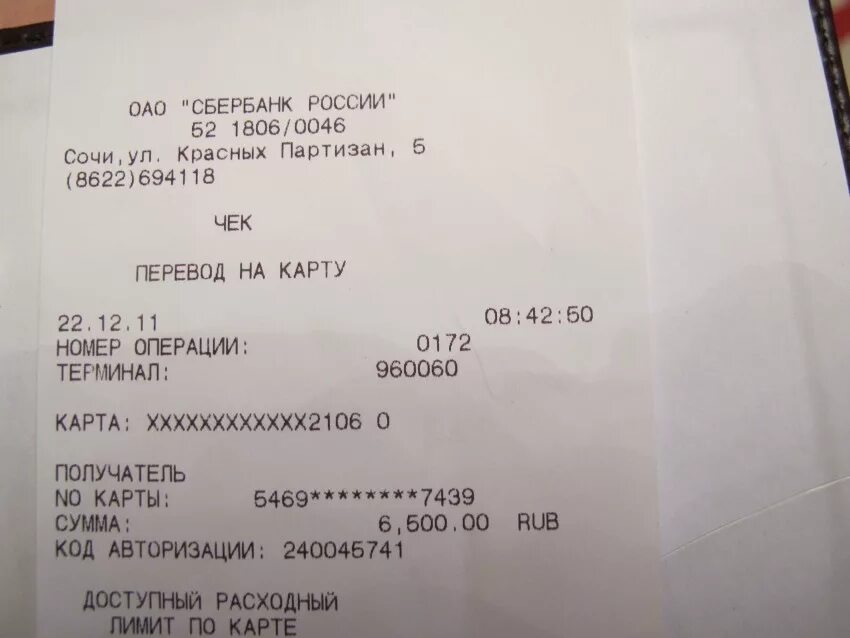 ОАО "СБЕРБАНК РОССИИ"
52 1806/0046
Сочи,ул. Красных Партизан, 5
(8622)694118
ЧЕК
ПЕРЕВОД НА КАРТУ
22.12.11 08:42:50
НОМЕР ОПЕРАЦИИ: 0172
ТЕРМИНАЛ: 960060
КАРТА: XXXXXXXXXXXX2106 0
ПОЛУЧАТЕЛЬ
NO КАРТЫ: 5469********7439
СУММА: 6,500.00 RUB
КОД АВТОРИЗАЦИИ: 240045741
ДОСТУПНЫЙ РАСХОДНЫЙ
ЛИМИТ ПО КАРТЕ